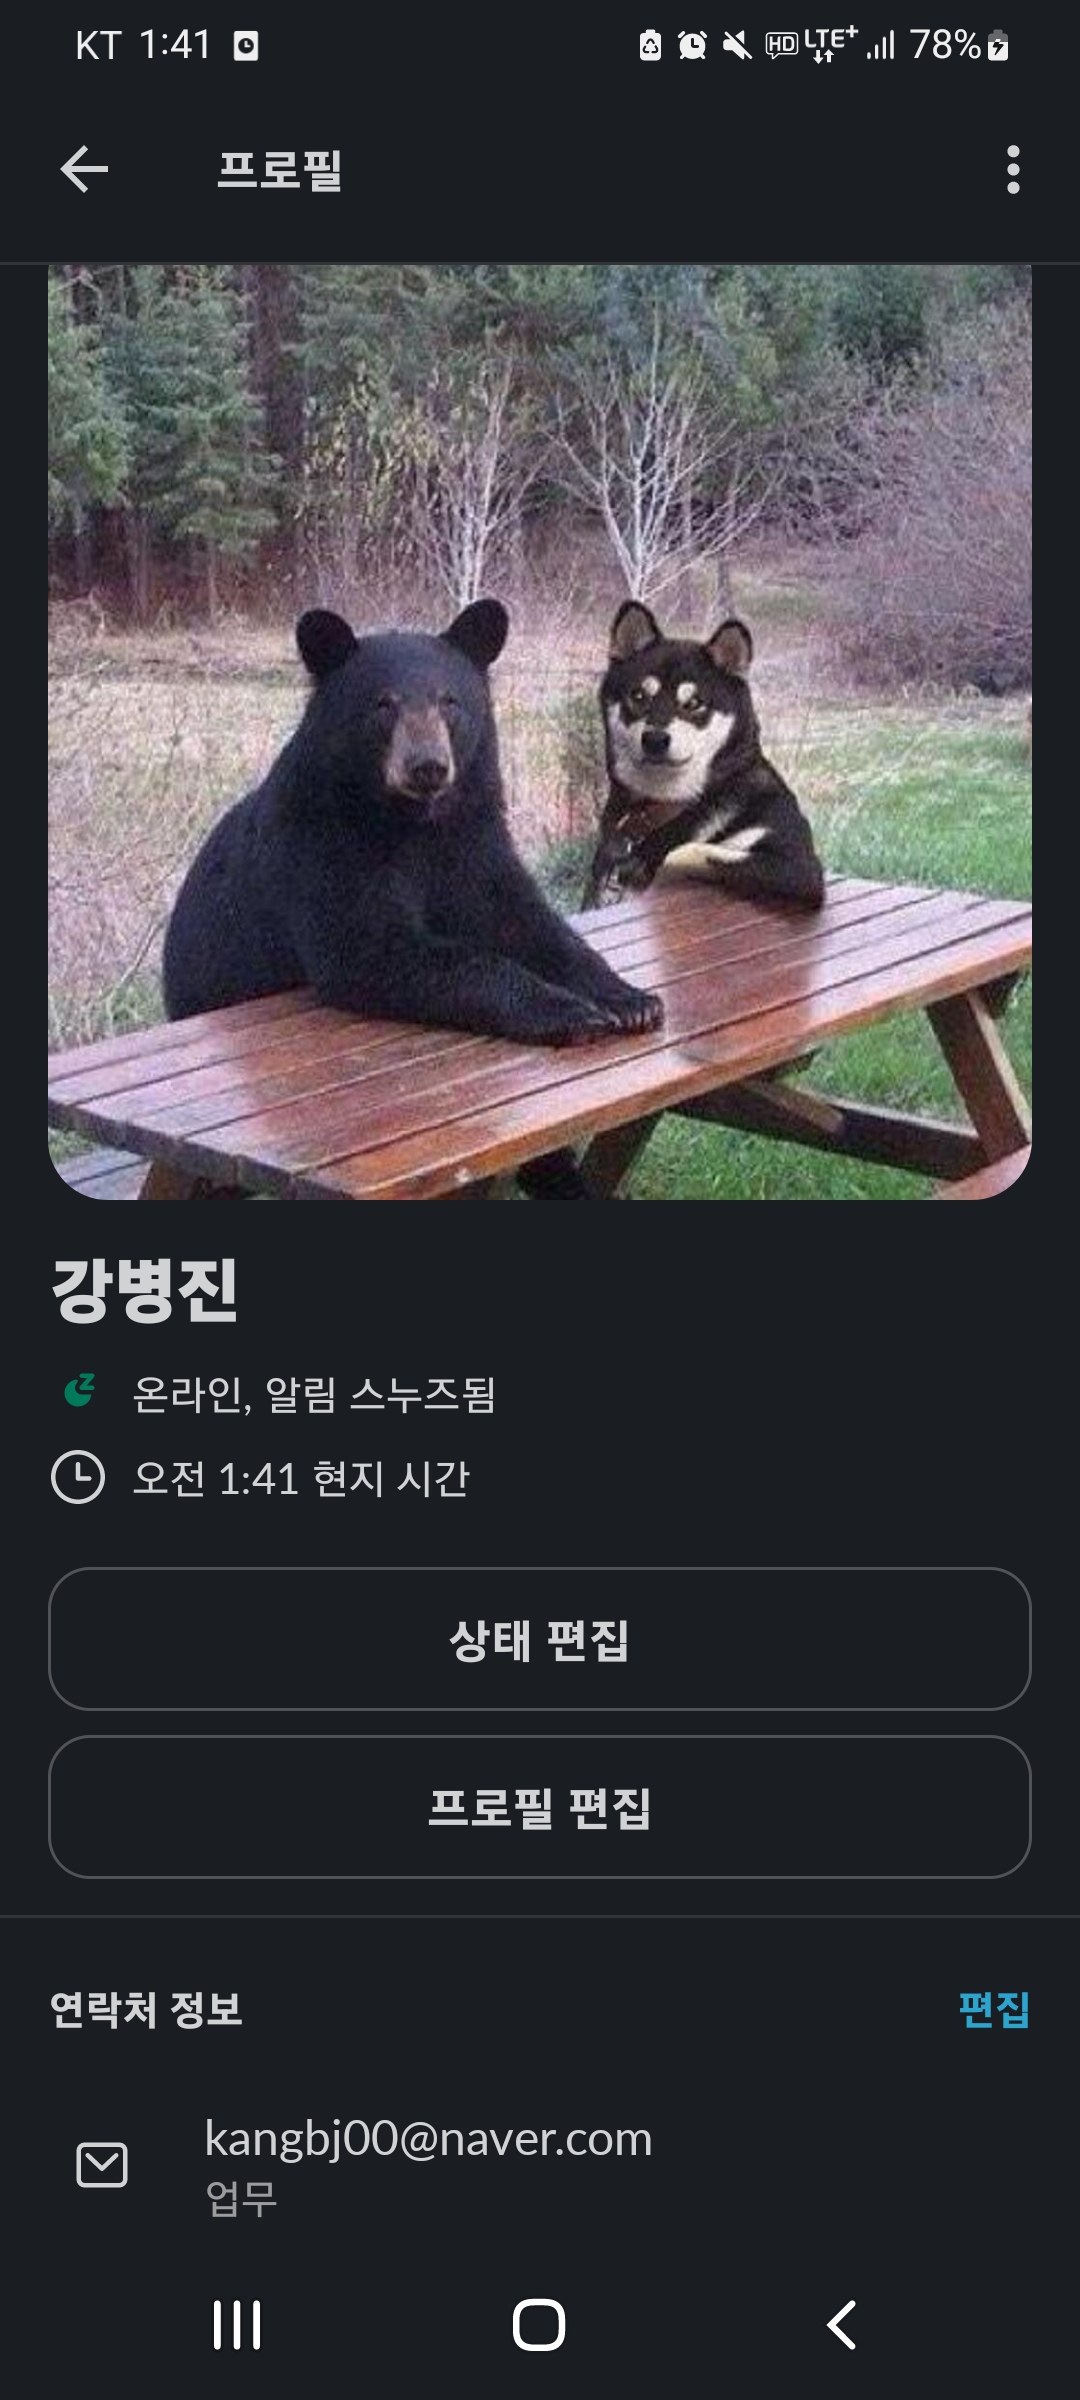 KT 1:41 HD LTE+ 78%
프로필
강병진
온라인, 알림 스누즈됨
오전 1:41 현지 시간
상태 편집
프로필 편집
연락처 정보 편집
kangbj00@naver.com
업무